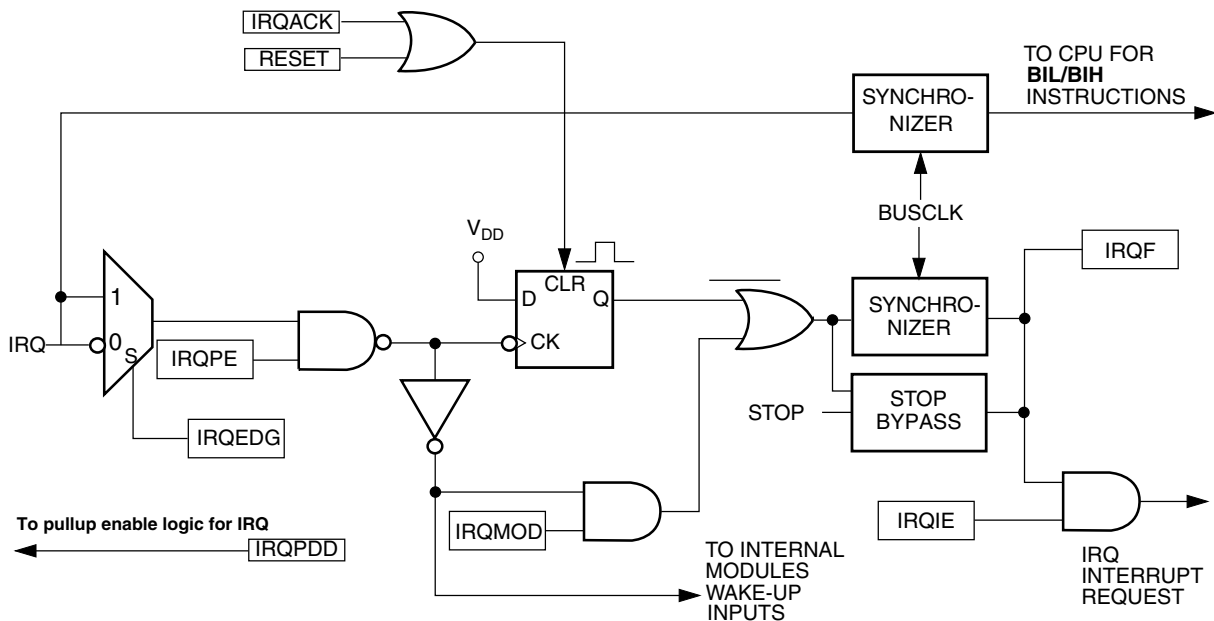 IRQACK
RESET
TO CPU FOR
BIL/BIH
INSTRUCTIONS
SYNCHRO-
NIZER
BUSCLK
VDD
CLR
D
Q
CK
IRQF
1
0
S
IRQ
IRQPE
SYNCHRO-
NIZER
STOP
STOP
BYPASS
IRQEDG
IRQMOD
IRQIE
To pullup enable logic for IRQ
IRQPDD
TO INTERNAL
MODULES
WAKE-UP
INPUTS
IRQ
INTERRUPT
REQUEST